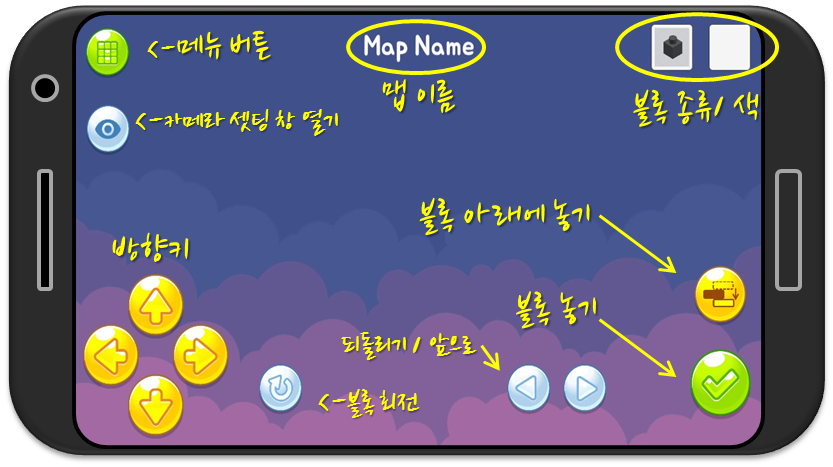 <-메뉴 버튼
Map Name
맵 이름
블록 종류/ 색
<-카메라 셋팅 창 열기
블록 아래에 놓기
방향키
블록 놓기
되돌리기/ 앞으로
<-블록 회전